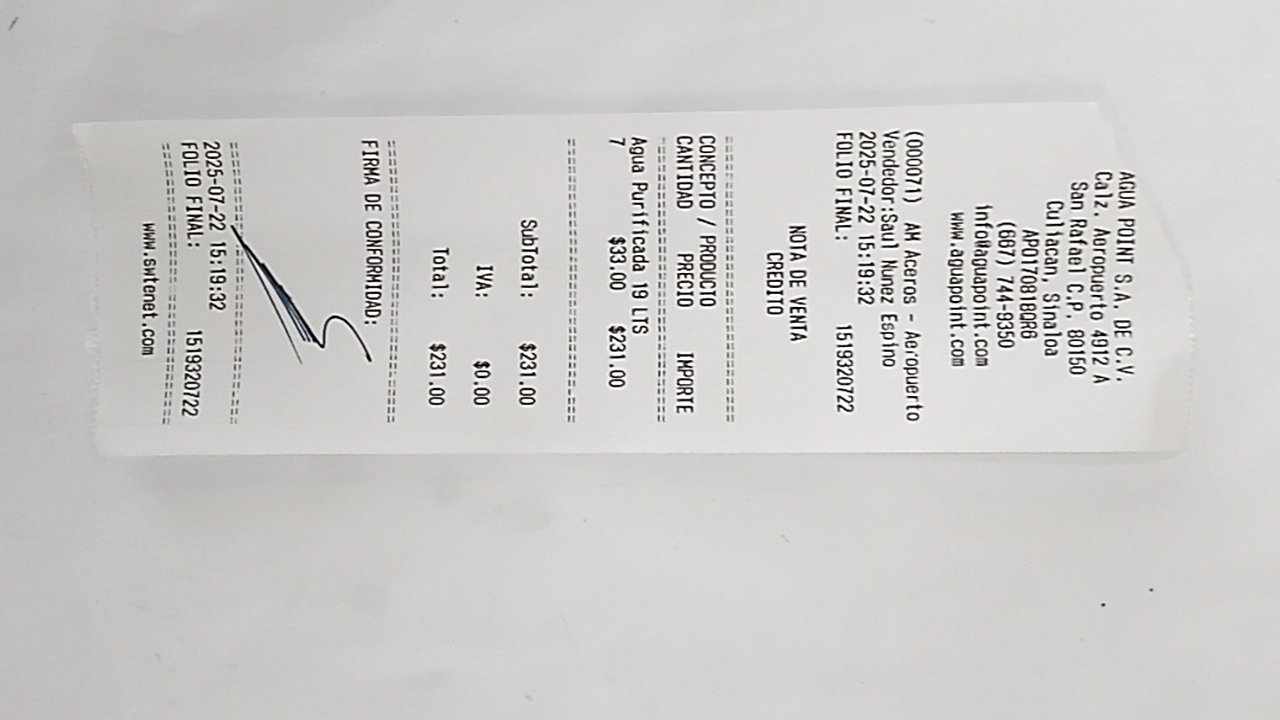 AGUA POINT S.A. DE C.V.
Calz. Aeropuerto 4912 A
San Rafael C.P. 80150
Culiacan, Sinaloa
APO170818QR6
(667) 744-9350
info@aguapoint.com
www.aguapoint.com
(000071) AM Aceros - Aeropuerto
Vendedor:Saul Nunez Espino
2025-07-22 15:19:32
FOLIO FINAL: 1519320722
NOTA DE VENTA
CREDITO
CONCEPTO / PRODUCTO
CANTIDAD PRECIO IMPORTE
Agua Purificada 19 LTS
7 $33.00 $231.00
SubTotal: $231.00
IVA: $0.00
Total: $231.00
FIRMA DE CONFORMIDAD:
2025-07-22 15:19:32
FOLIO FINAL: 1519320722
www.swtenet.com